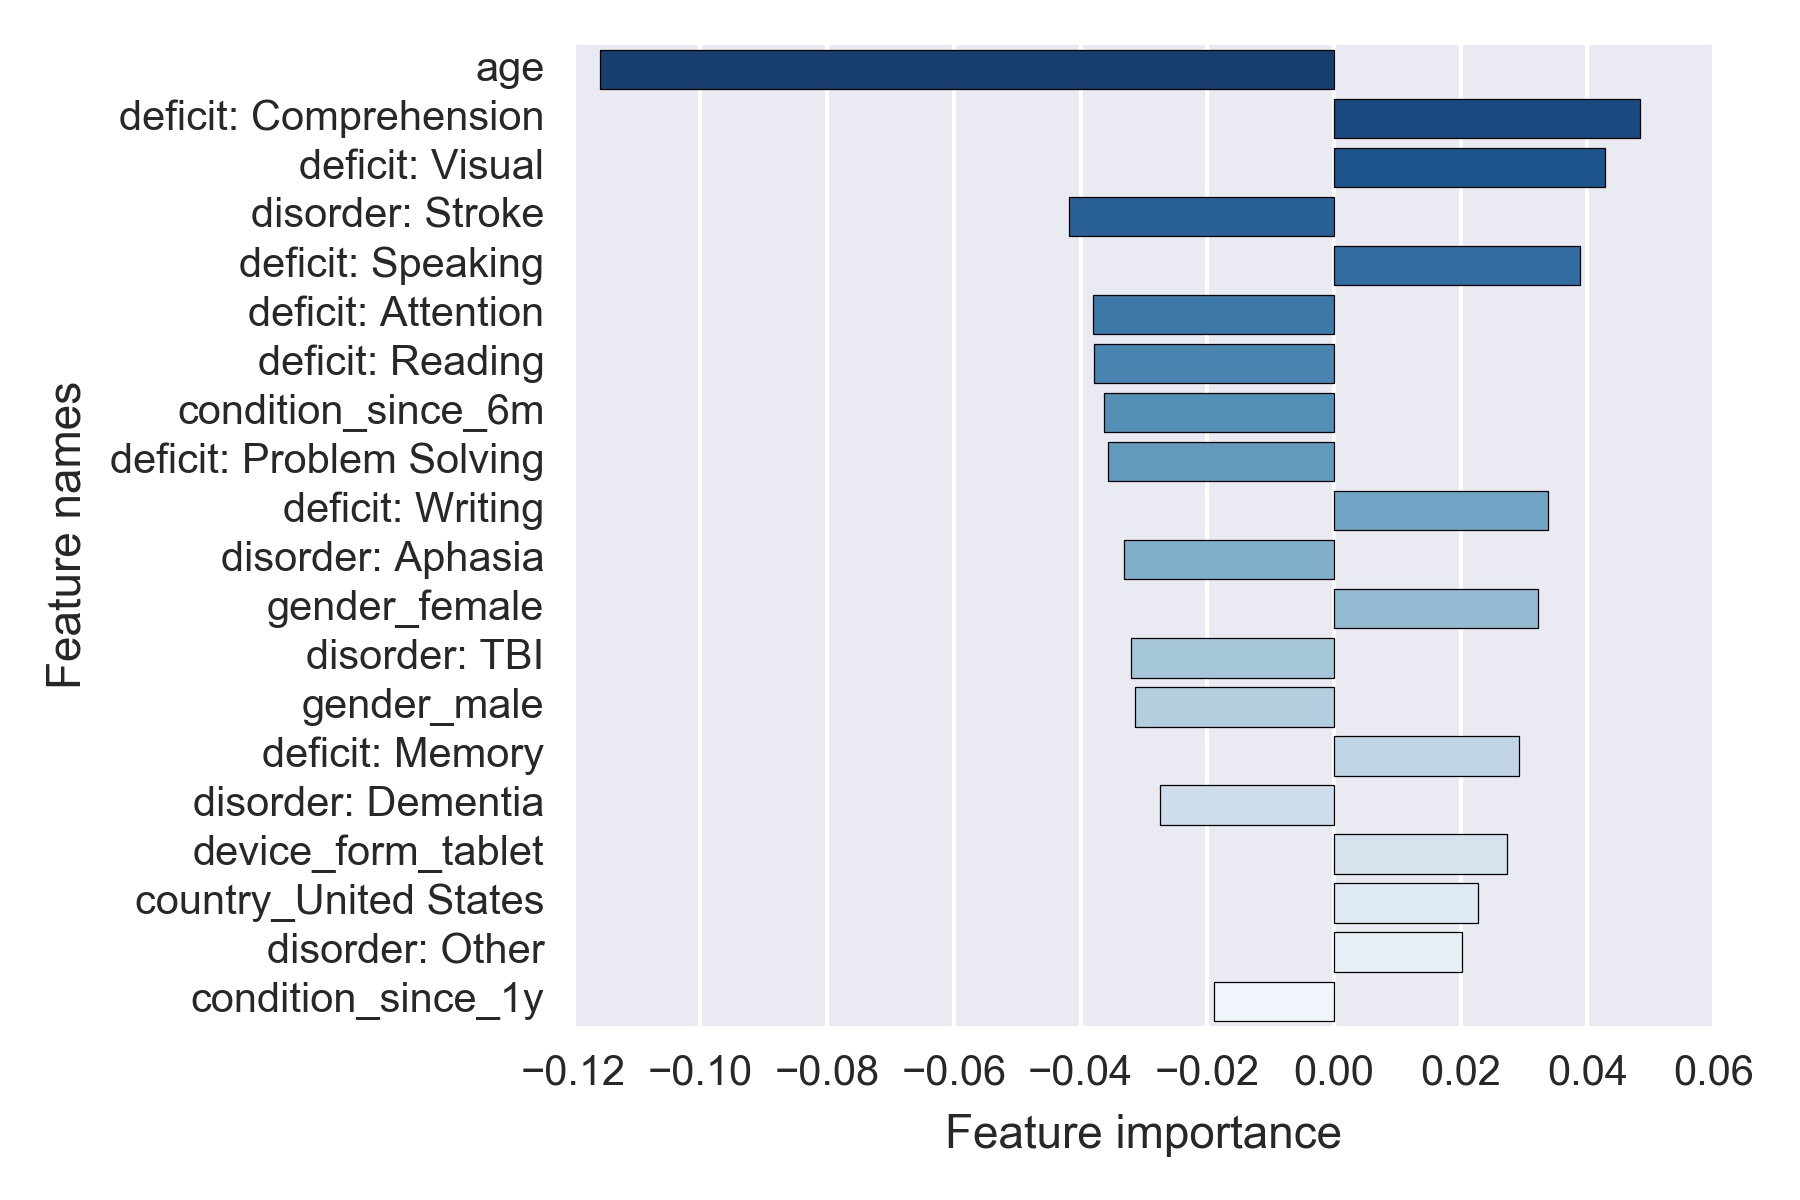 Feature names
age
deficit: Comprehension
deficit: Visual
disorder: Stroke
deficit: Speaking
deficit: Attention
deficit: Reading
condition_since_6m
deficit: Problem Solving
deficit: Writing
disorder: Aphasia
gender_female
disorder: TBI
gender_male
deficit: Memory
disorder: Dementia
device_form_tablet
country_United States
disorder: Other
condition_since_1y
−0.12 −0.10 −0.08 −0.06 −0.04 −0.02 0.00 0.02 0.04 0.06
Feature importance